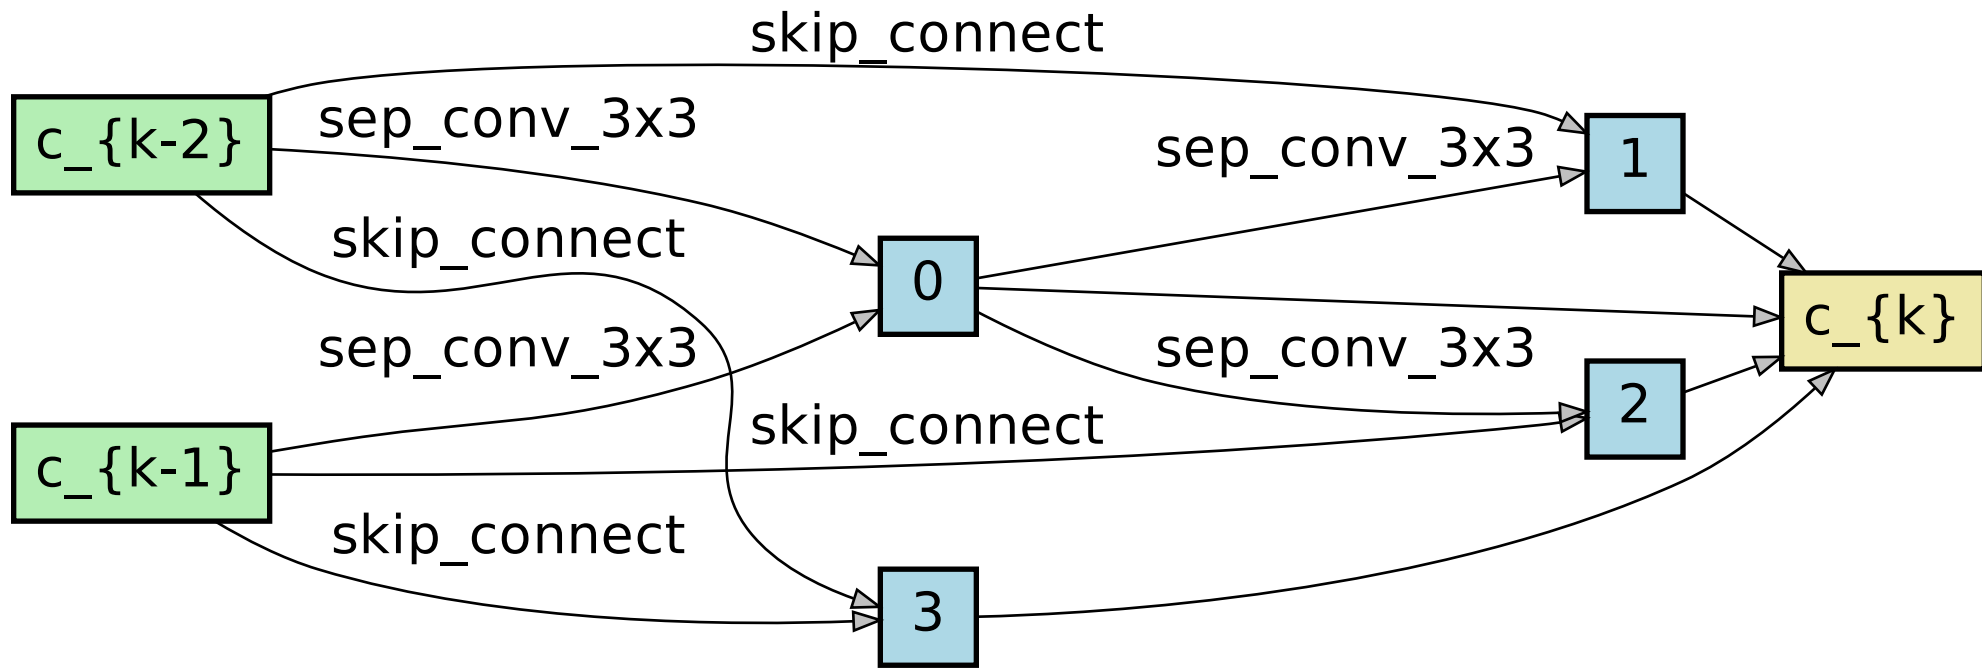 skip_connect
c_{k-2}
sep_conv_3x3
sep_conv_3x3
1
skip_connect
0
c_{k}
sep_conv_3x3
sep_conv_3x3
2
skip_connect
c_{k-1}
skip_connect
3